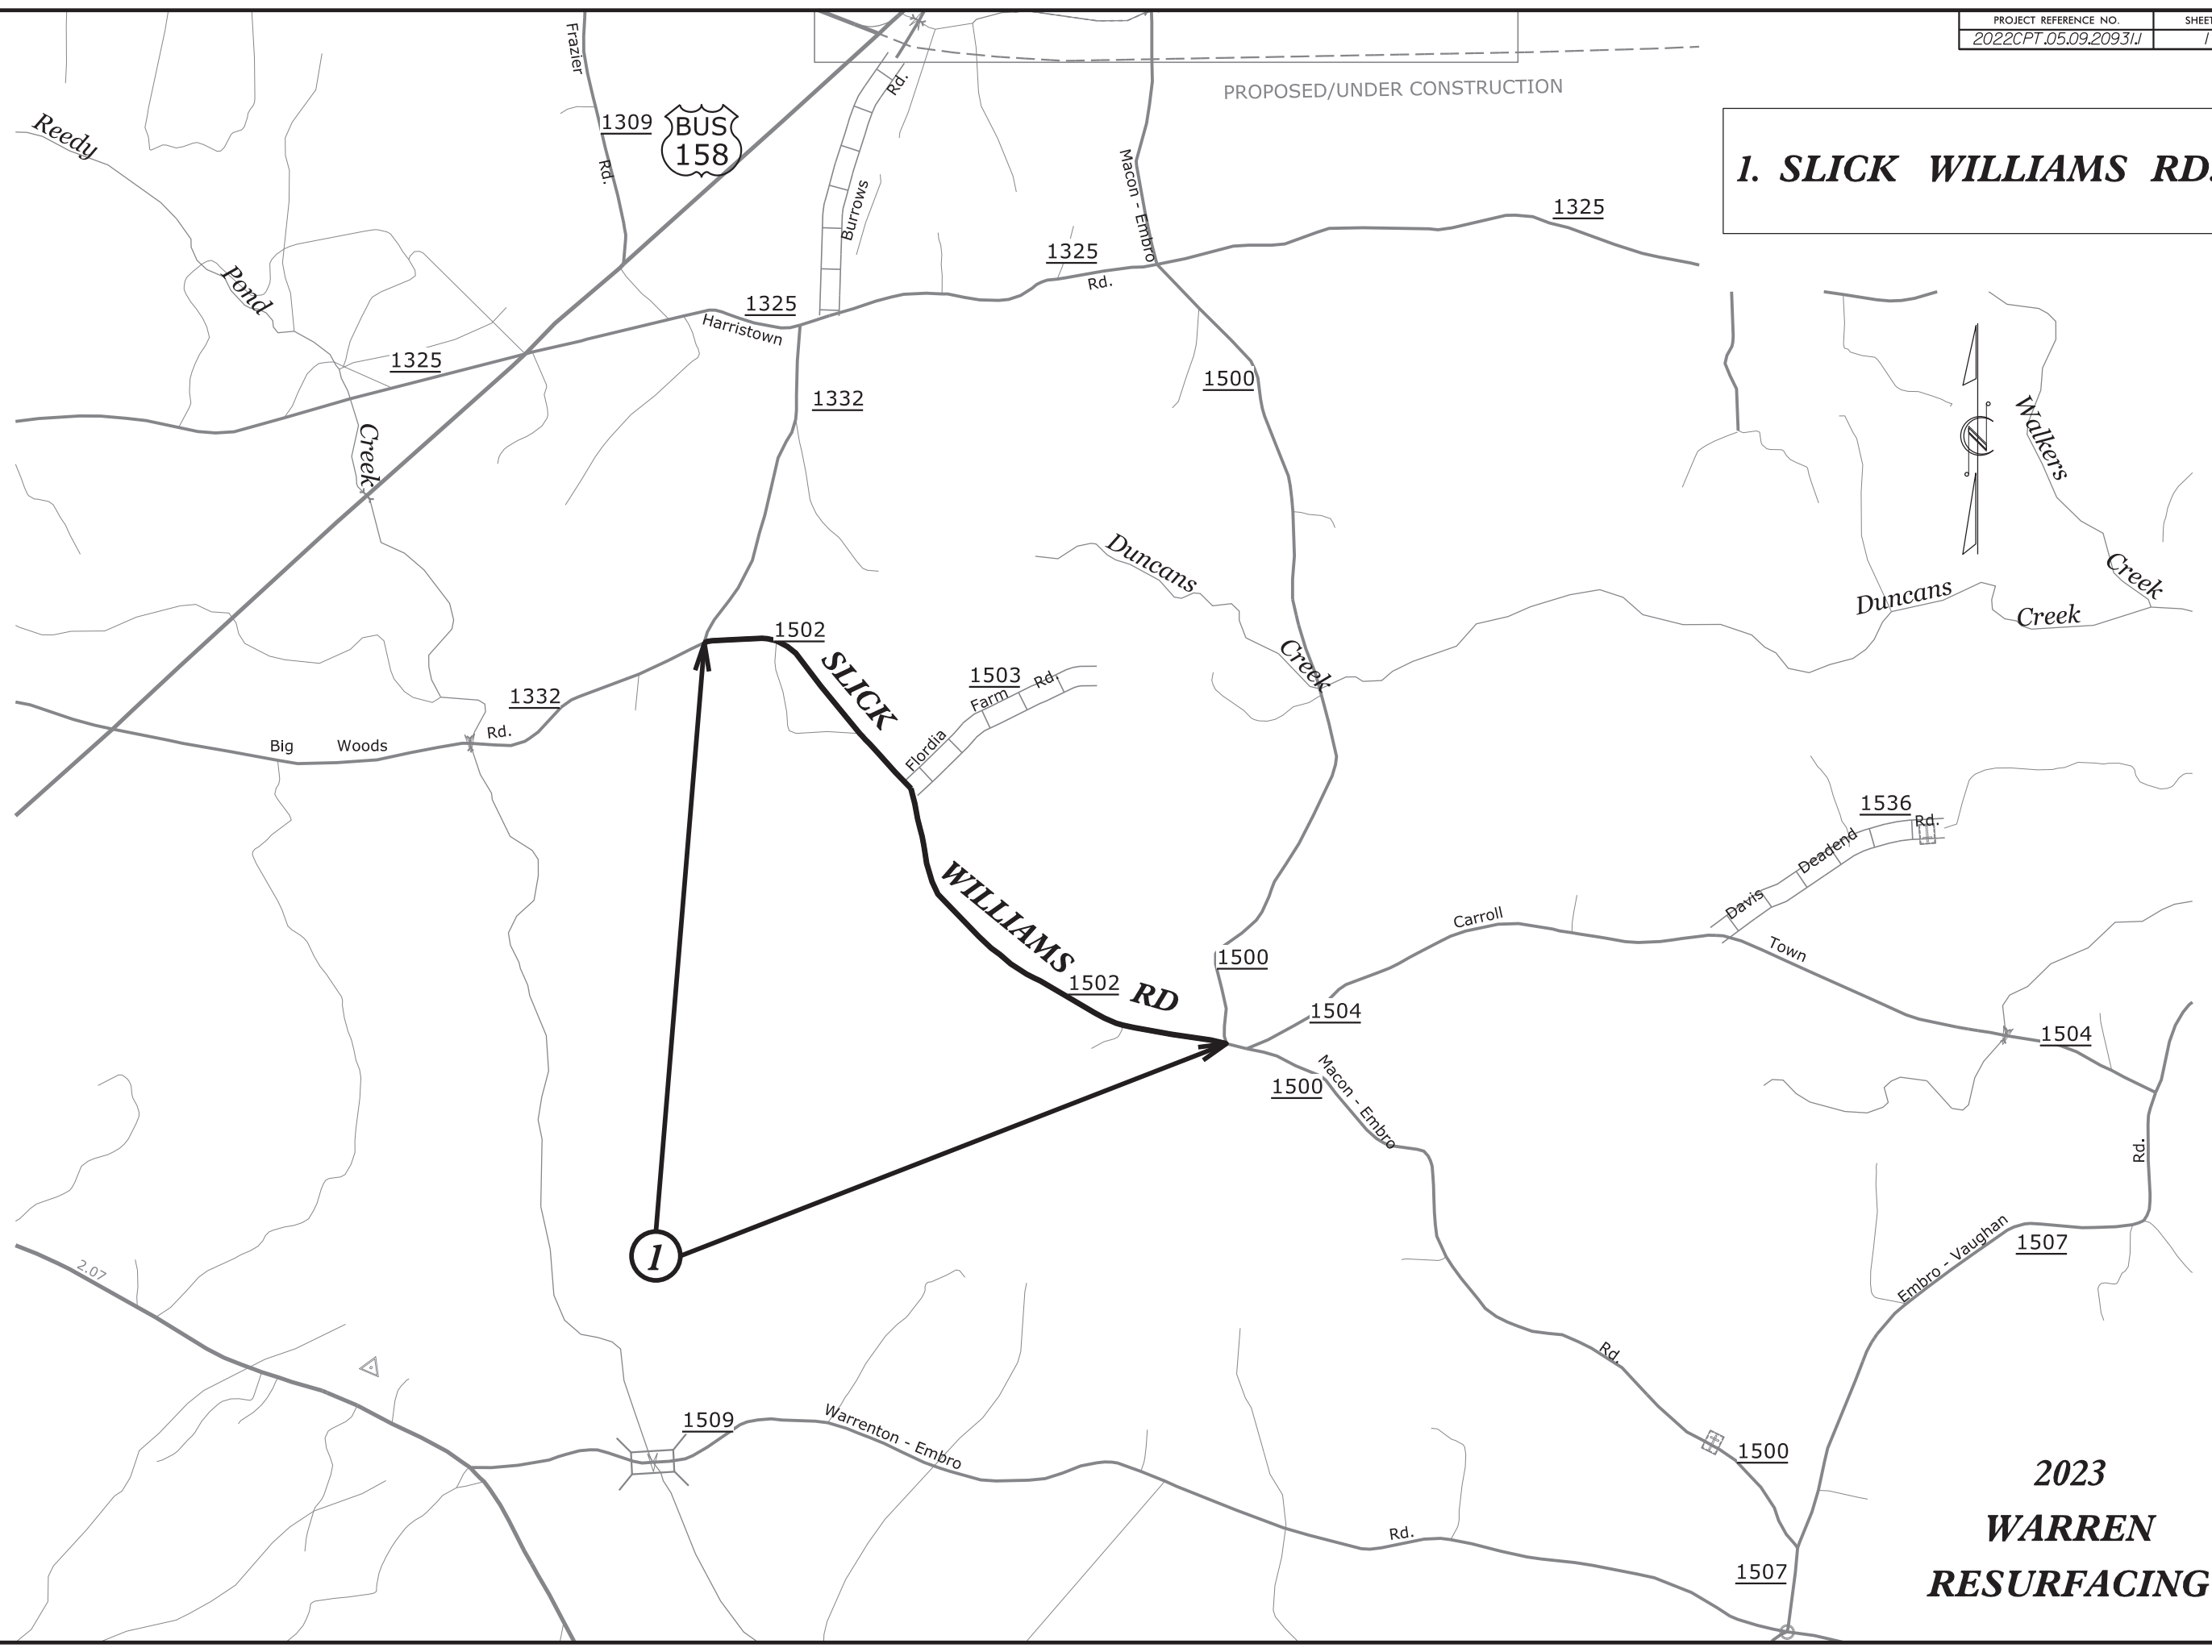 PROJECT REFERENCE NO.
SHEET
2022CPT.05.09.20931.1
1
PROPOSED/UNDER CONSTRUCTION
1. SLICK WILLIAMS RD.
Frazier
Rd.
1309
BUS
158
Rd.
Burrows
Macon - Embro
Reedy
Pond
Creek
1325
1325
1325
1325
Rd.
Harristown
1332
1500
Walkers
Creek
Duncans
Creek
Duncans
Creek
1502
SLICK
1503
Flordia
Farm
Rd.
1332
Rd.
Big
Woods
1536
Rd.
Deadend
Davis
WILLIAMS
1502
RD
1500
Carroll
Town
1504
1504
1500
Macon - Embro
Rd.
Embro - Vaughan
1507
1
2.07
Rd.
1509
Warrenton - Embro
1500
Rd.
1507
2023
WARREN
RESURFACING